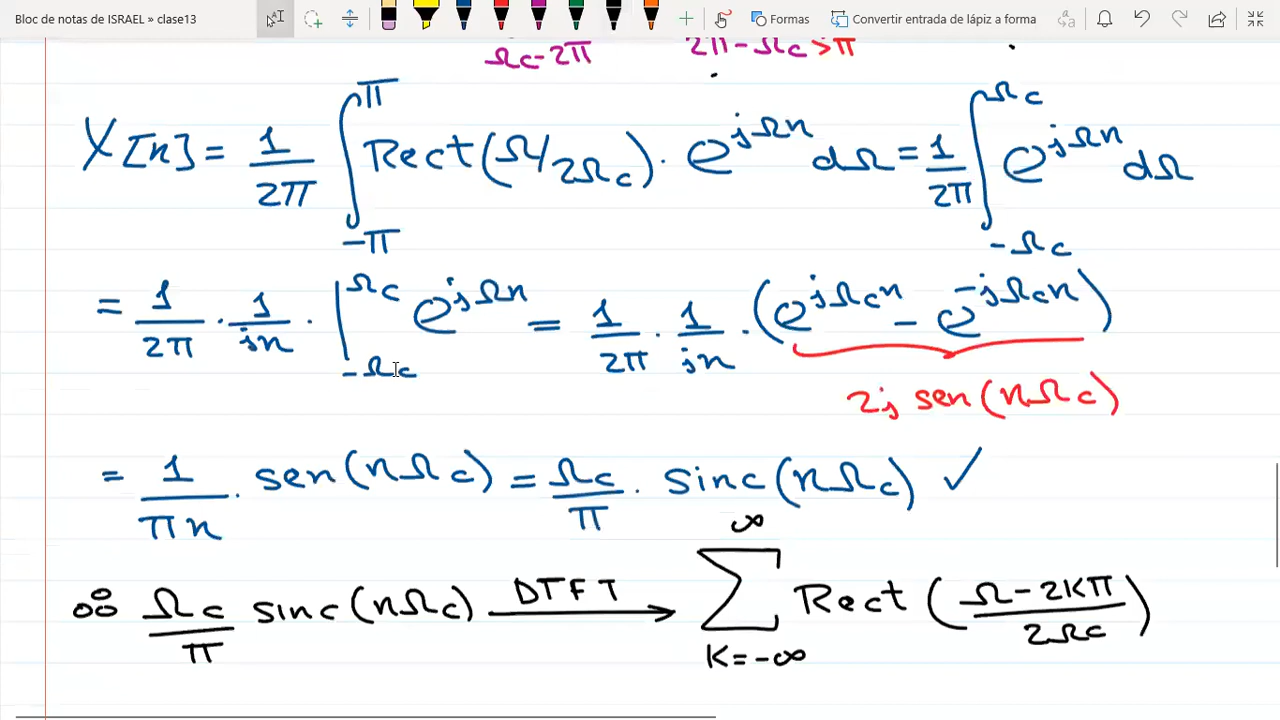 Bloc de notas de ISRAEL » clase13 Formas Convertir entrada de lápiz a forma
Ωc-2π 2π-Ωc>π
X[n] = 1/2π ∫_{-π}^{π} Rect(Ω/2Ωc) · e^{jΩn} dΩ = 1/2π ∫_{-Ωc}^{Ωc} e^{jΩn} dΩ
= 1/2π · 1/jn · |_{-Ωc}^{Ωc} e^{jΩn} = 1/2π · 1/jn · (e^{jΩcn} - e^{-jΩcn})
2j sen(nΩc)
= 1/πn · sen(nΩc) = Ωc/π · sinc(nΩc) ✓
Ωc/π sinc(nΩc) DTFT → ∑_{K=-∞}^{∞} Rect((Ω-2Kπ)/2Ωc)